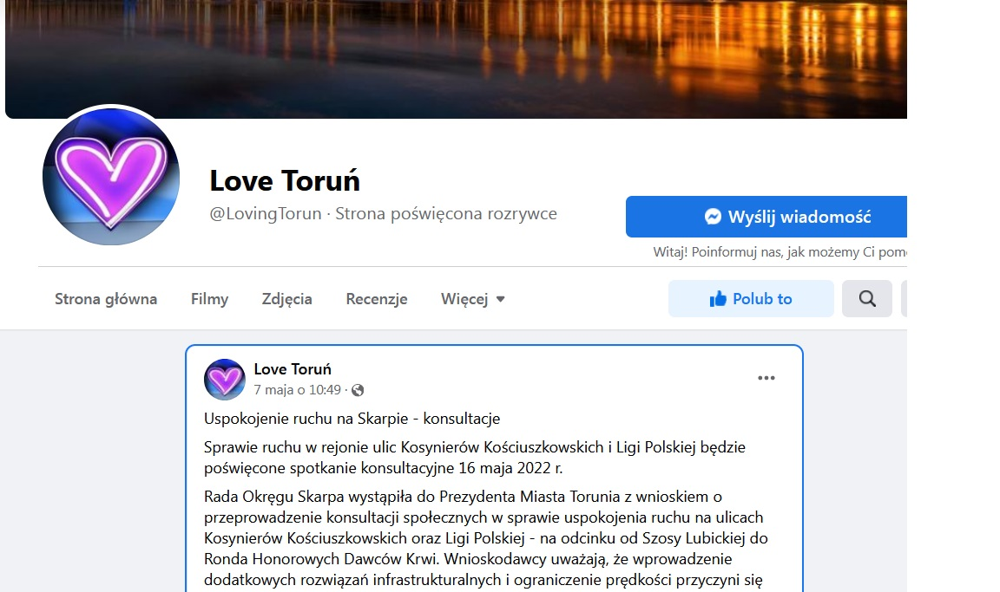 Love Toruń
@LovingTorun · Strona poświęcona rozrywce
Wyślij wiadomość
Witaj! Poinformuj nas, jak możemy Ci
Strona główna
Filmy
Zdjęcia
Recenzje
Więcej
Polub to
Love Toruń
7 maja o 10:49 ·
Uspokojenie ruchu na Skarpie - konsultacje
Sprawie ruchu w rejonie ulic Kosynierów Kościuszkowskich i Ligi Polskiej będzie
poświęcone spotkanie konsultacyjne 16 maja 2022 r.
Rada Okręgu Skarpa wystąpiła do Prezydenta Miasta Torunia z wnioskiem o
przeprowadzenie konsultacji społecznych w sprawie uspokojenia ruchu na ulicach
Kosynierów Kościuszkowskich oraz Ligi Polskiej - na odcinku od Szosy Lubickiej do
Ronda Honorowych Dawców Krwi. Wnioskodawcy uważają, że wprowadzenie
dodatkowych rozwiązań infrastrukturalnych i ograniczenie prędkości przyczyni się